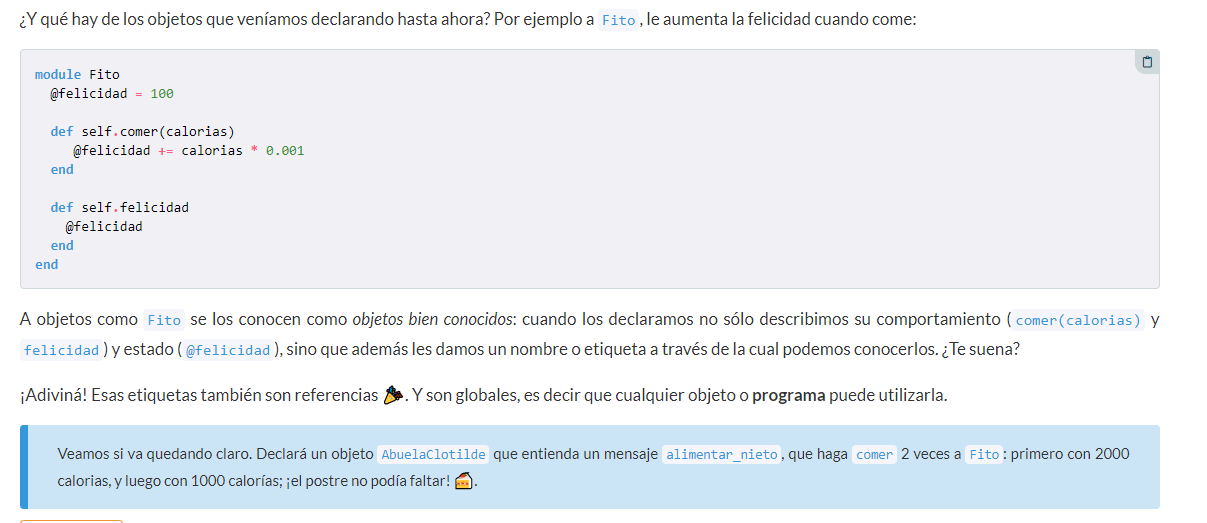 ¿Y qué hay de los objetos que veníamos declarando hasta ahora? Por ejemplo a Fito, le aumenta la felicidad cuando come:
module Fito
  @felicidad = 100
  def self.comer(calorias)
     @felicidad += calorias * 0.001
  end
  def self.felicidad
    @felicidad
  end
end
A objetos como Fito se los conocen como objetos bien conocidos: cuando los declaramos no sólo describimos su comportamiento (comer(calorias) y
felicidad) y estado (@felicidad), sino que además les damos un nombre o etiqueta a través de la cual podemos conocerlos. ¿Te suena?
¡Adiviná! Esas etiquetas también son referencias 🎉. Y son globales, es decir que cualquier objeto o programa puede utilizarla.
Veamos si va quedando claro. Declará un objeto AbuelaClotilde que entienda un mensaje alimentar_nieto, que haga comer 2 veces a Fito: primero con 2000
calorias, y luego con 1000 calorías; ¡el postre no podía faltar! 🍰.